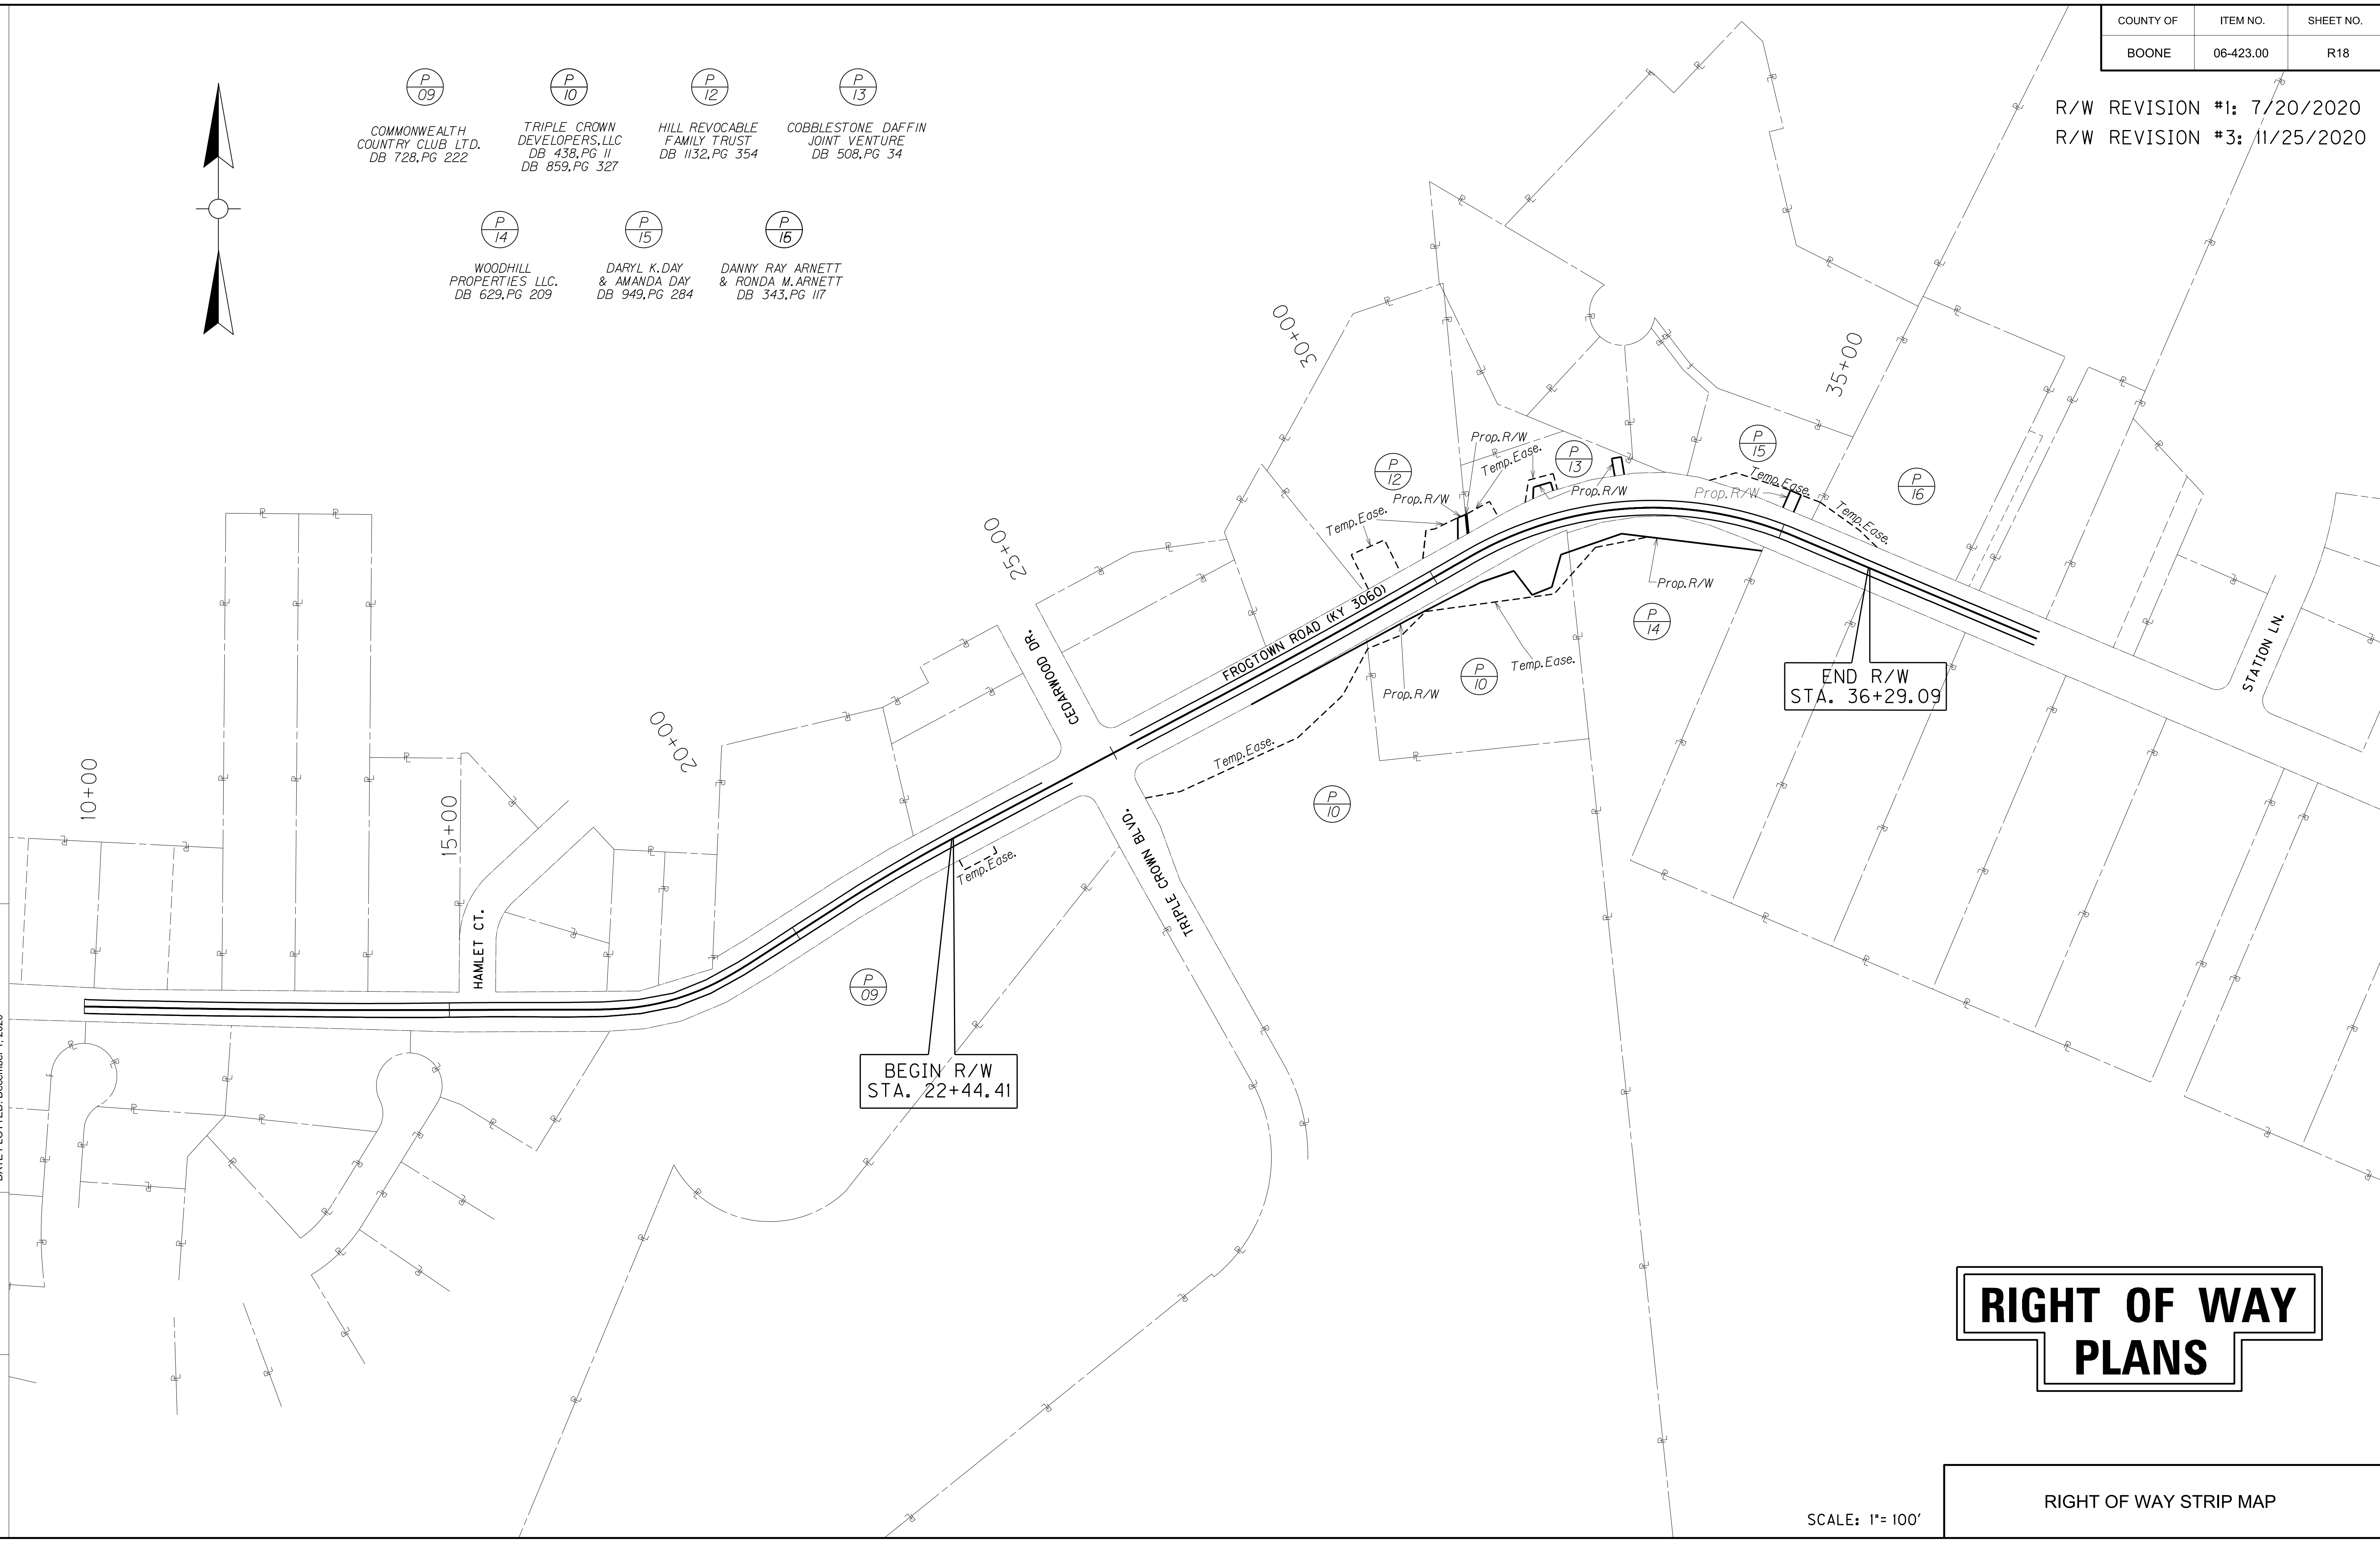 COUNTY OF ITEM NO. SHEET NO.
BOONE 06-423.00 R18
R/W REVISION #1: 7/20/2020
R/W REVISION #3: 11/25/2020
P
09
COMMONWEALTH
COUNTRY CLUB LTD.
DB 728, PG 222
P
10
TRIPLE CROWN
DEVELOPERS, LLC
DB 438, PG 11
DB 859, PG 327
P
12
HILL REVOCABLE
FAMILY TRUST
DB 1132, PG 354
P
13
COBBLESTONE DAFFIN
JOINT VENTURE
DB 508, PG 34
P
14
WOODHILL
PROPERTIES LLC.
DB 629, PG 209
P
15
DARYL K. DAY
& AMANDA DAY
DB 949, PG 284
P
16
DANNY RAY ARNETT
& RONDA M. ARNETT
DB 343, PG 117
10+00
15+00
20+00
25+00
30+00
35+00
HAMLET CT.
CEDARWOOD DR.
TRIPLE CROWN BLVD.
FROGTOWN ROAD (KY 3060)
STATION LN.
P
12
Prop. R/W
Temp. Ease.
Prop. R/W
Temp. Ease.
P
13
Prop. R/W
P
15
Temp. Ease.
Prop. R/W
P
16
Temp. Ease.
Prop. R/W
P
14
Temp. Ease.
P
10
Prop. R/W
Temp. Ease.
P
10
Temp. Ease.
P
09
BEGIN R/W
STA. 22+44.41
END R/W
STA. 36+29.09
RIGHT OF WAY
PLANS
SCALE: 1"= 100'
RIGHT OF WAY STRIP MAP